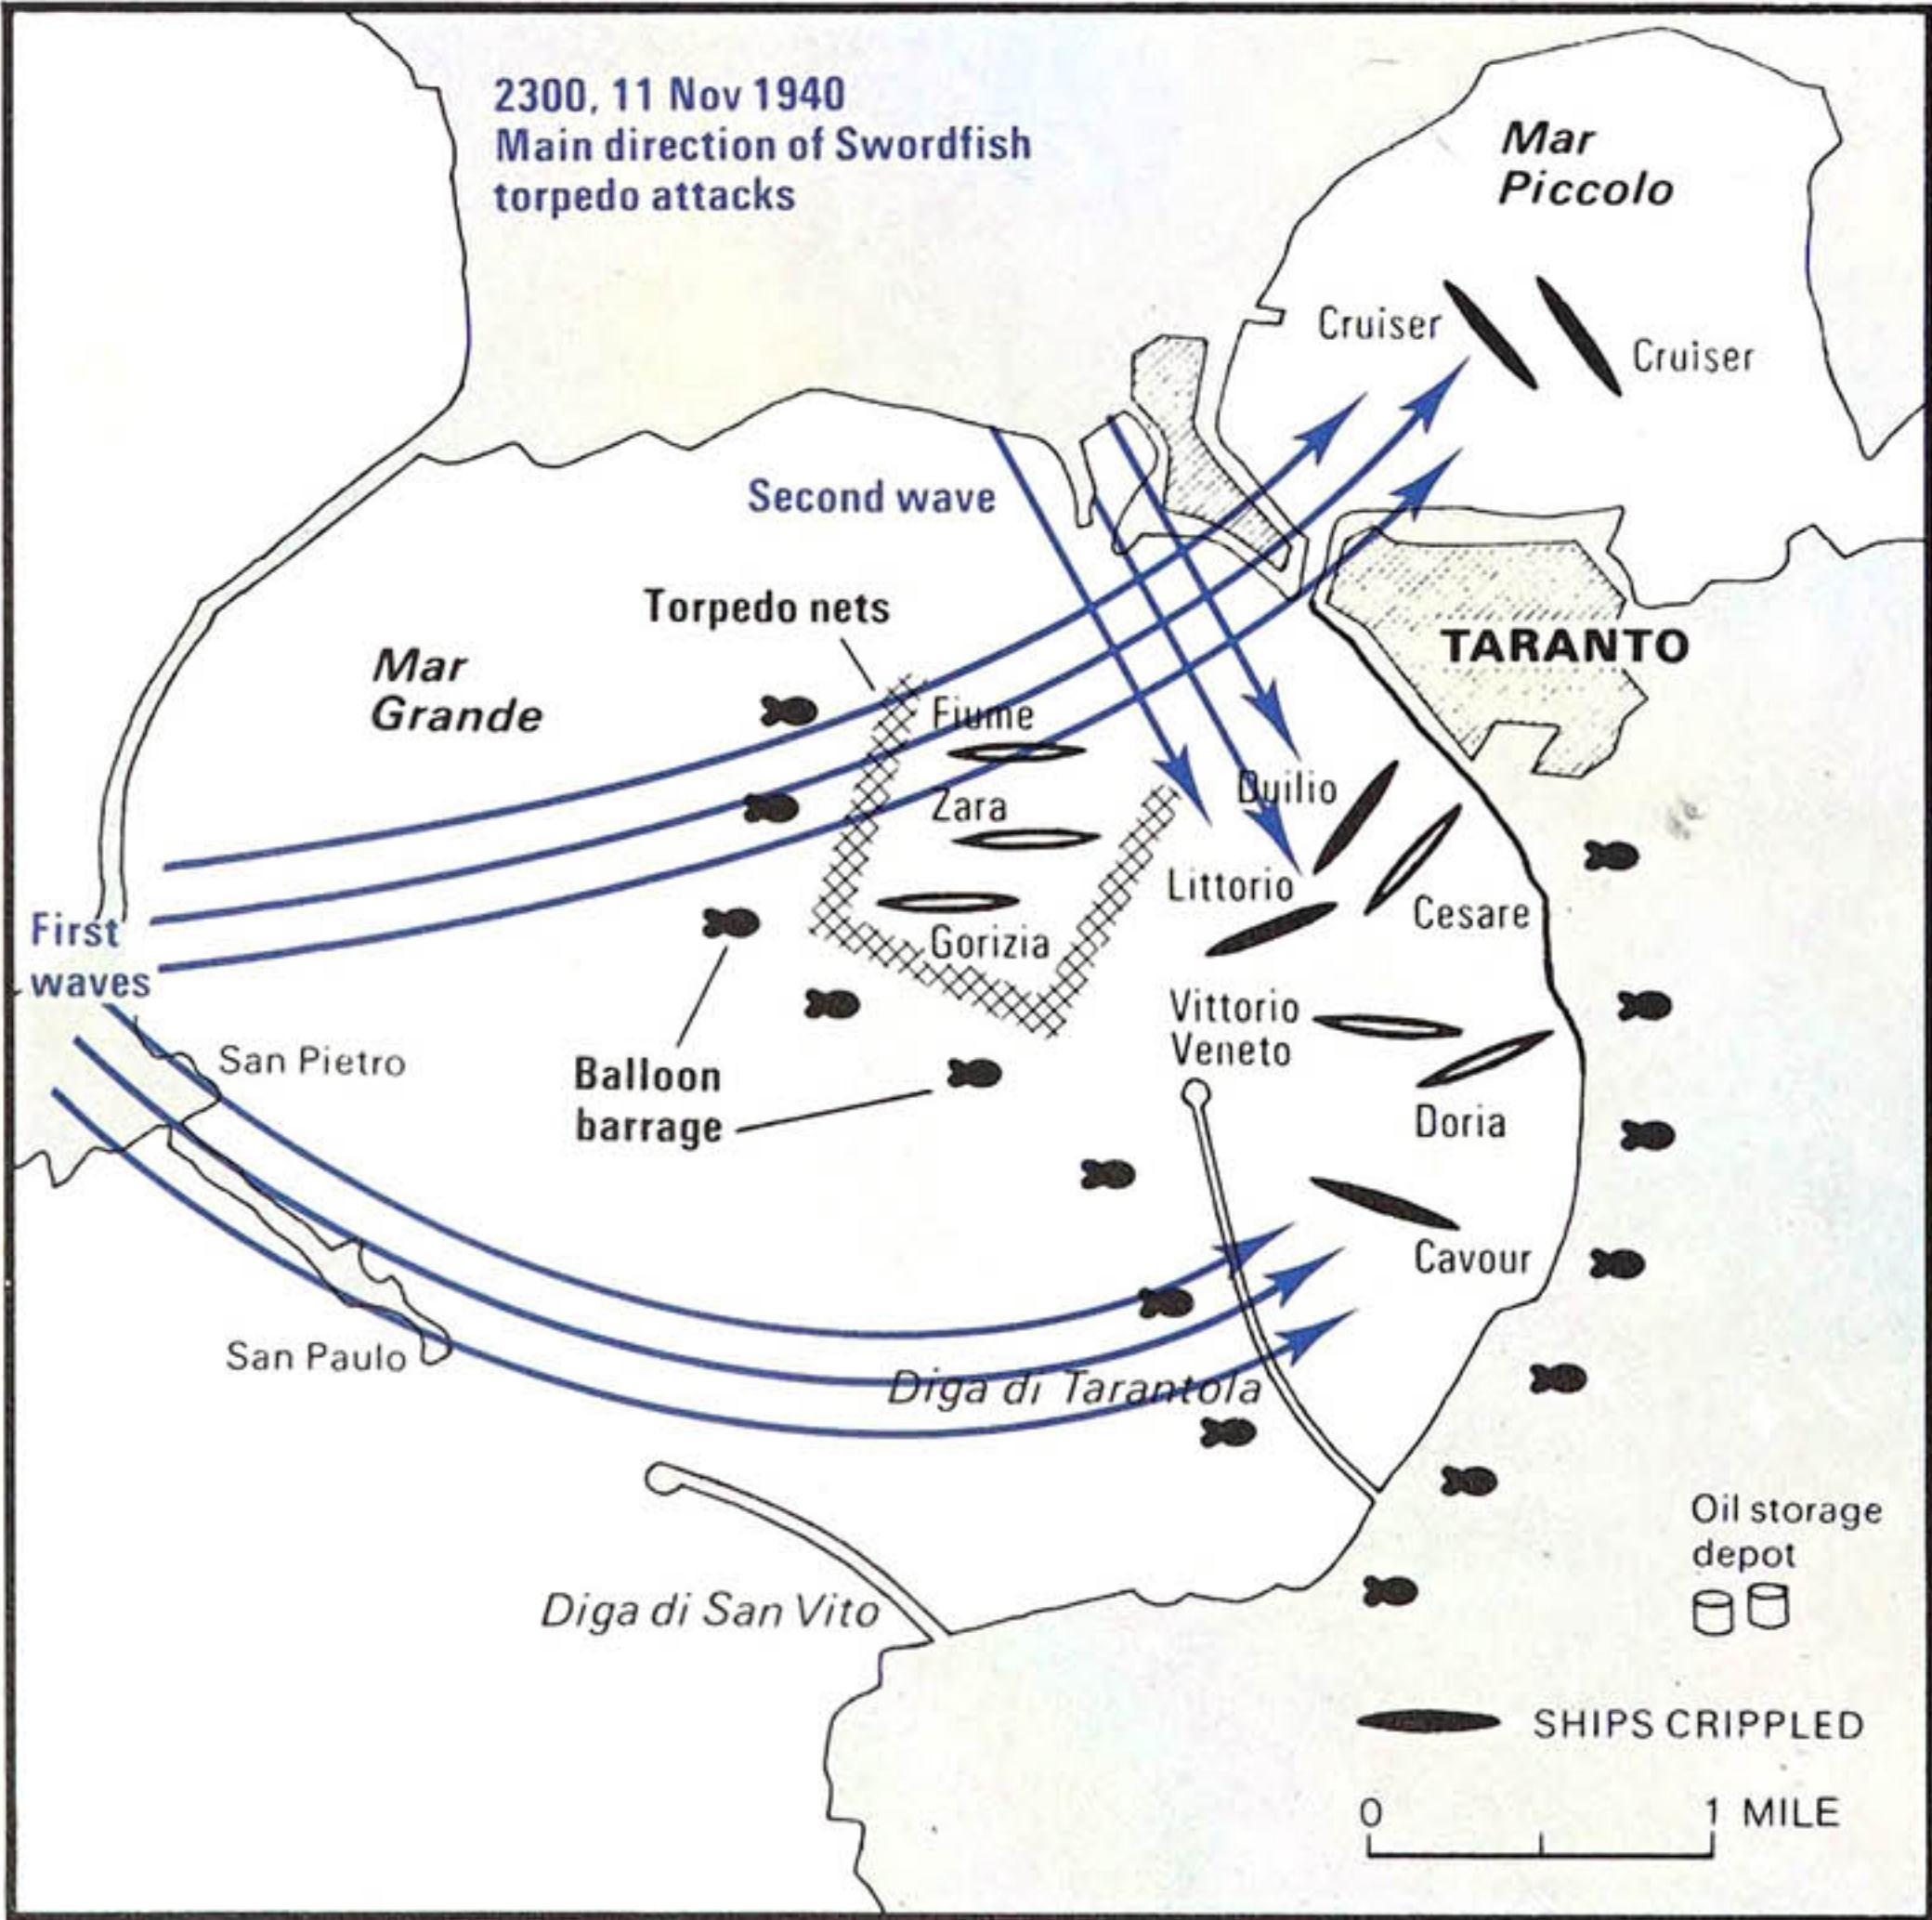 2300, 11 Nov 1940
Main direction of Swordfish
torpedo attacks
Mar
Piccolo
Cruiser
Cruiser
Second wave
Torpedo nets
TARANTO
Mar
Grande
Fiume
Zara
Duilio
Littorio
Cesare
First
waves
Gorizia
Vittorio
Veneto
San Pietro
Balloon
barrage
Doria
Cavour
San Paulo
Diga di Tarantola
Oil storage
depot
Diga di San Vito
SHIPS CRIPPLED
0 1 MILE